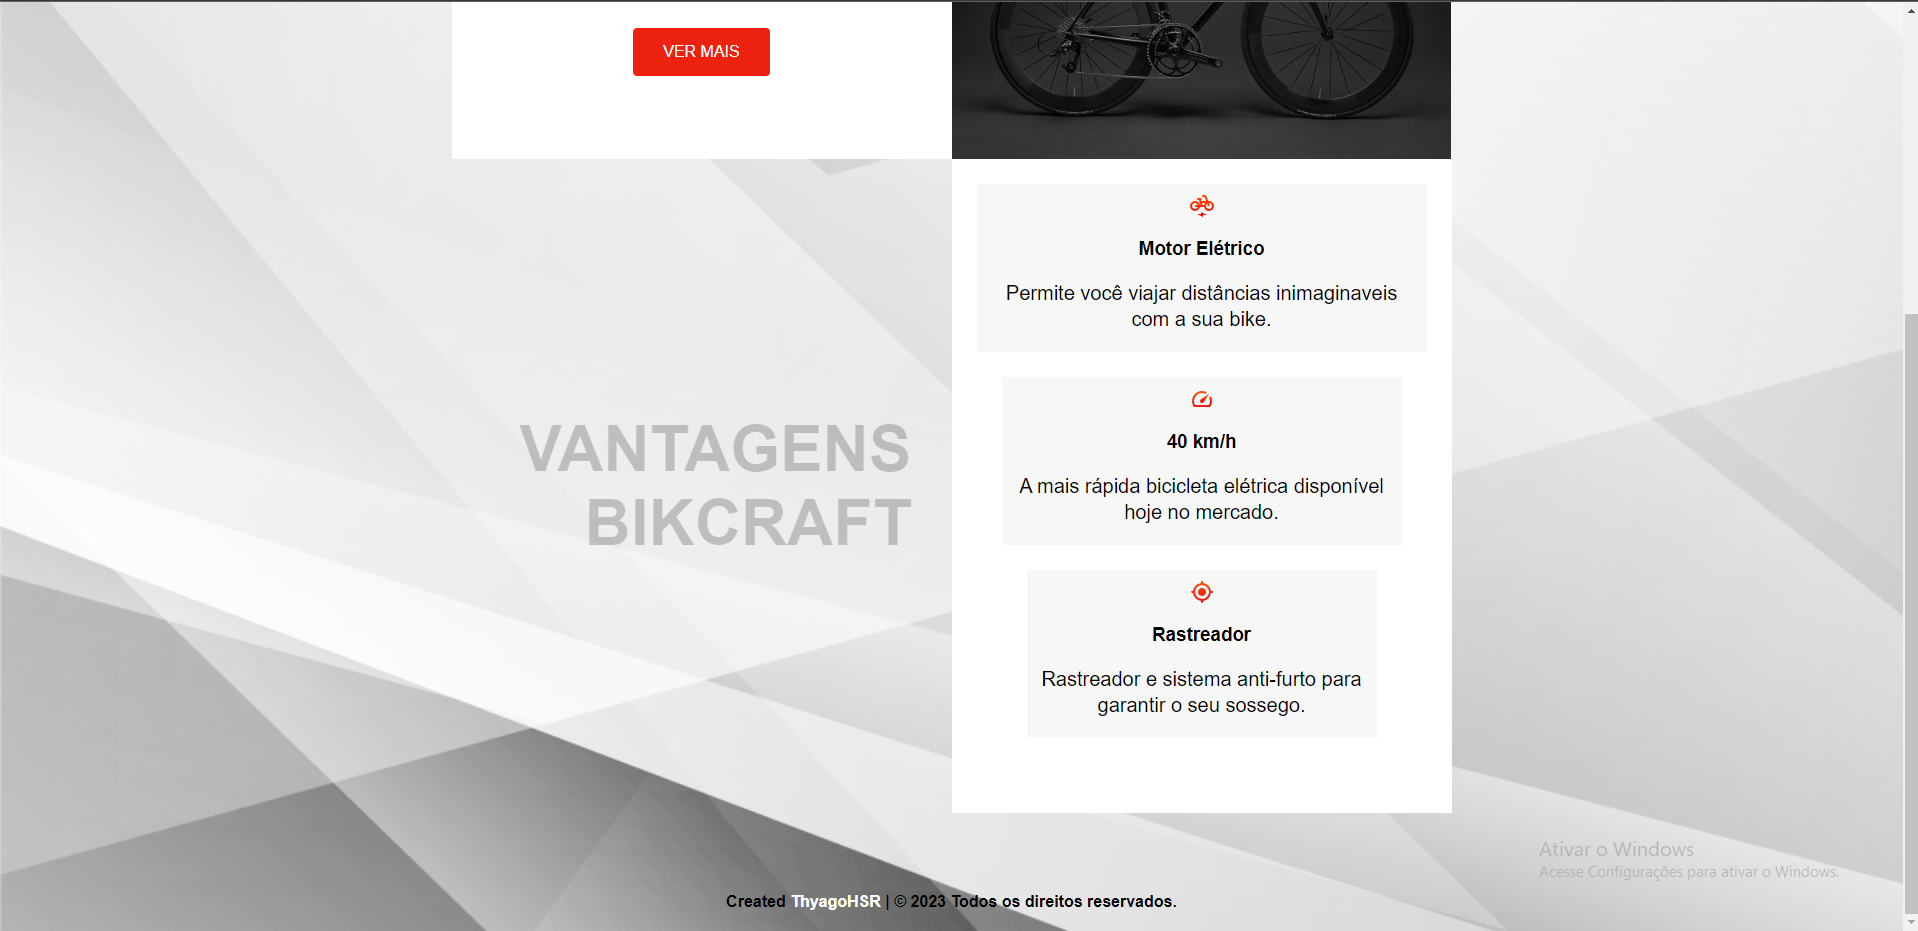 VER MAIS
VANTAGENS
BIKCRAFT
Motor Elétrico
Permite você viajar distâncias inimaginaveis
com a sua bike.
40 km/h
A mais rápida bicicleta elétrica disponível
hoje no mercado.
Rastreador
Rastreador e sistema anti-furto para
garantir o seu sossego.
Ativar o Windows
Acesse Configurações para ativar o Windows.
Created ThyagoHSR | © 2023 Todos os direitos reservados.